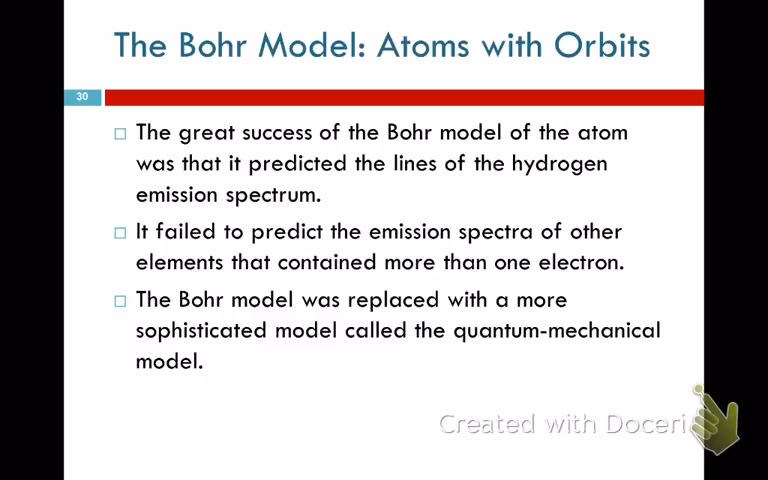 The Bohr Model: Atoms with Orbits
30
The great success of the Bohr model of the atom
was that it predicted the lines of the hydrogen
emission spectrum.
It failed to predict the emission spectra of other
elements that contained more than one electron.
The Bohr model was replaced with a more
sophisticated model called the quantum-mechanical
model.
Created with Doceri